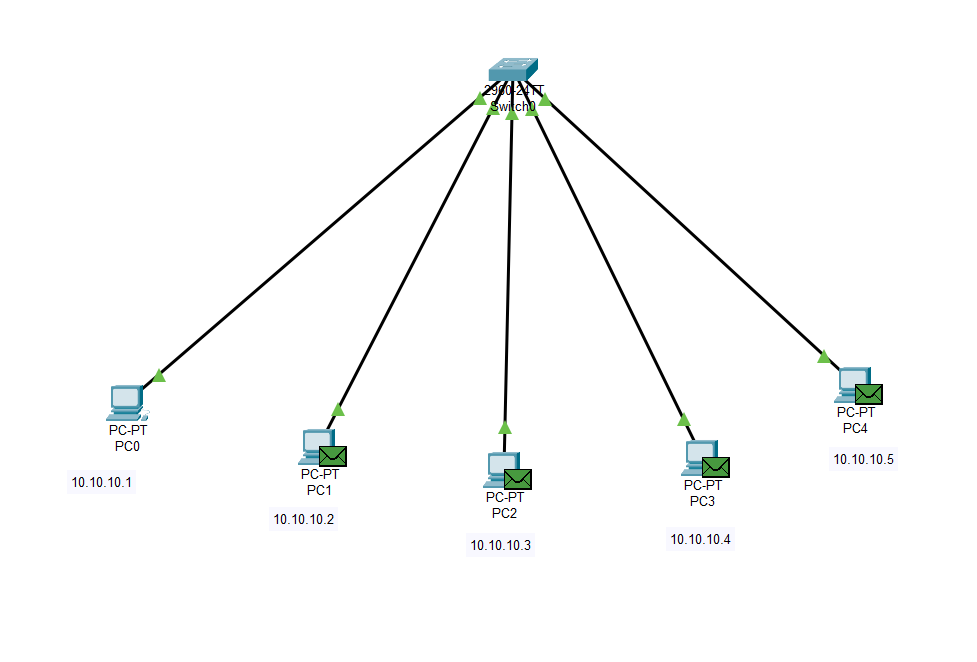 2960-24TT
Switch0
PC-PT
PC0
10.10.10.1
PC-PT
PC1
10.10.10.2
PC-PT
PC2
10.10.10.3
PC-PT
PC3
10.10.10.4
PC-PT
PC4
10.10.10.5